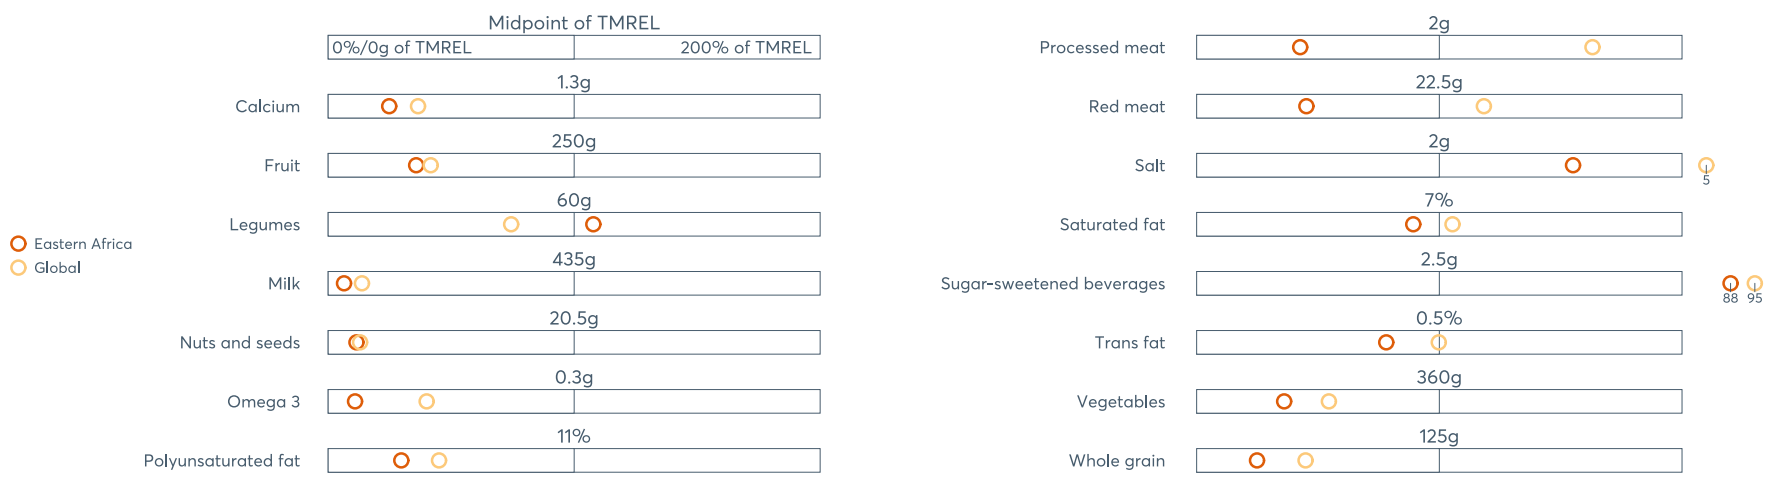 Midpoint of TMREL
0%/0g of TMREL 200% of TMREL
1.3g
Calcium
250g
Fruit
60g
Legumes
435g
Milk
20.5g
Nuts and seeds
0.3g
Omega 3
11%
Polyunsaturated fat
Eastern Africa
Global
2g
Processed meat
22.5g
Red meat
2g
Salt
5
7%
Saturated fat
2.5g
Sugar-sweetened beverages
88 95
0.5%
Trans fat
360g
Vegetables
125g
Whole grain